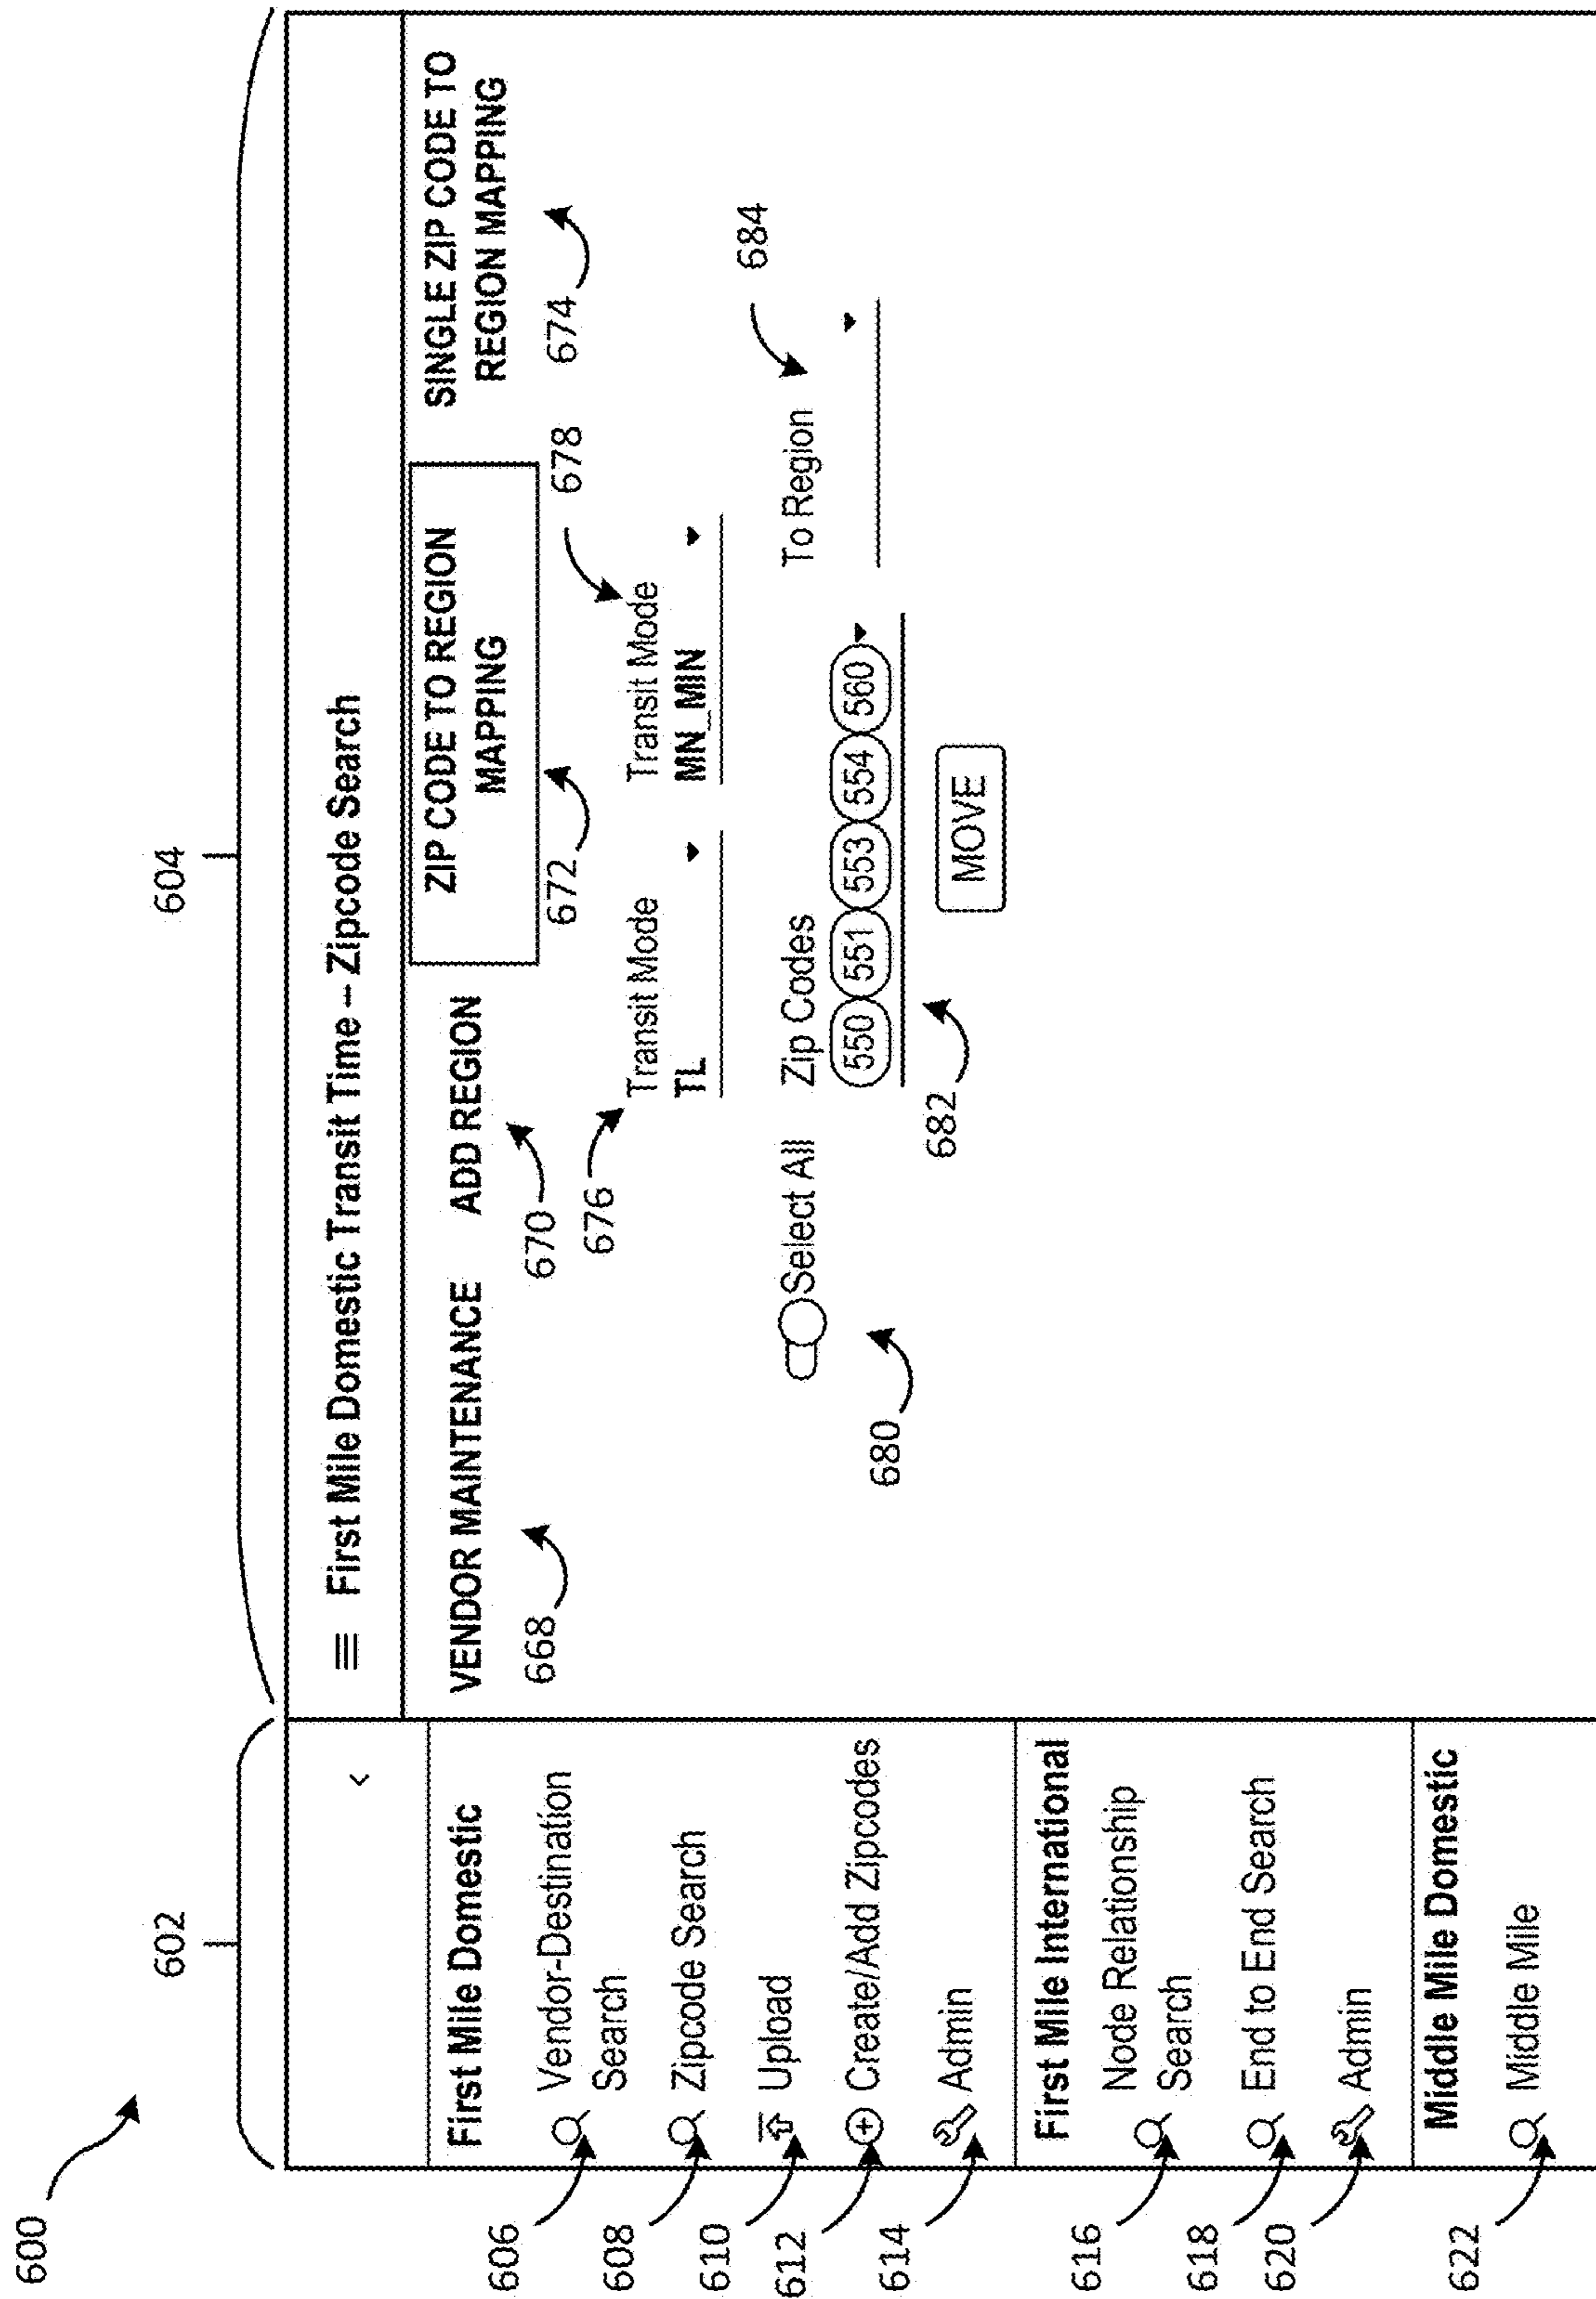 600
602
604
<
First Mile Domestic
606
Vendor-Destination
Search
608
Zipcode Search
610
Upload
612
Create/Add Zipcodes
614
Admin
First Mile International
616
Node Relationship
Search
618
End to End Search
620
Admin
Middle Mile Domestic
622
Middle Mile
First Mile Domestic Transit Time – Zipcode Search
VENDOR MAINTENANCE
668
ADD REGION
670
ZIP CODE TO REGION
MAPPING
672
SINGLE ZIP CODE TO
REGION MAPPING
674
676
Transit Mode
TL
678
Transit Mode
MN_MIN
Select All
680
Zip Codes
550 551 553 554 560
682
To Region
684
MOVE